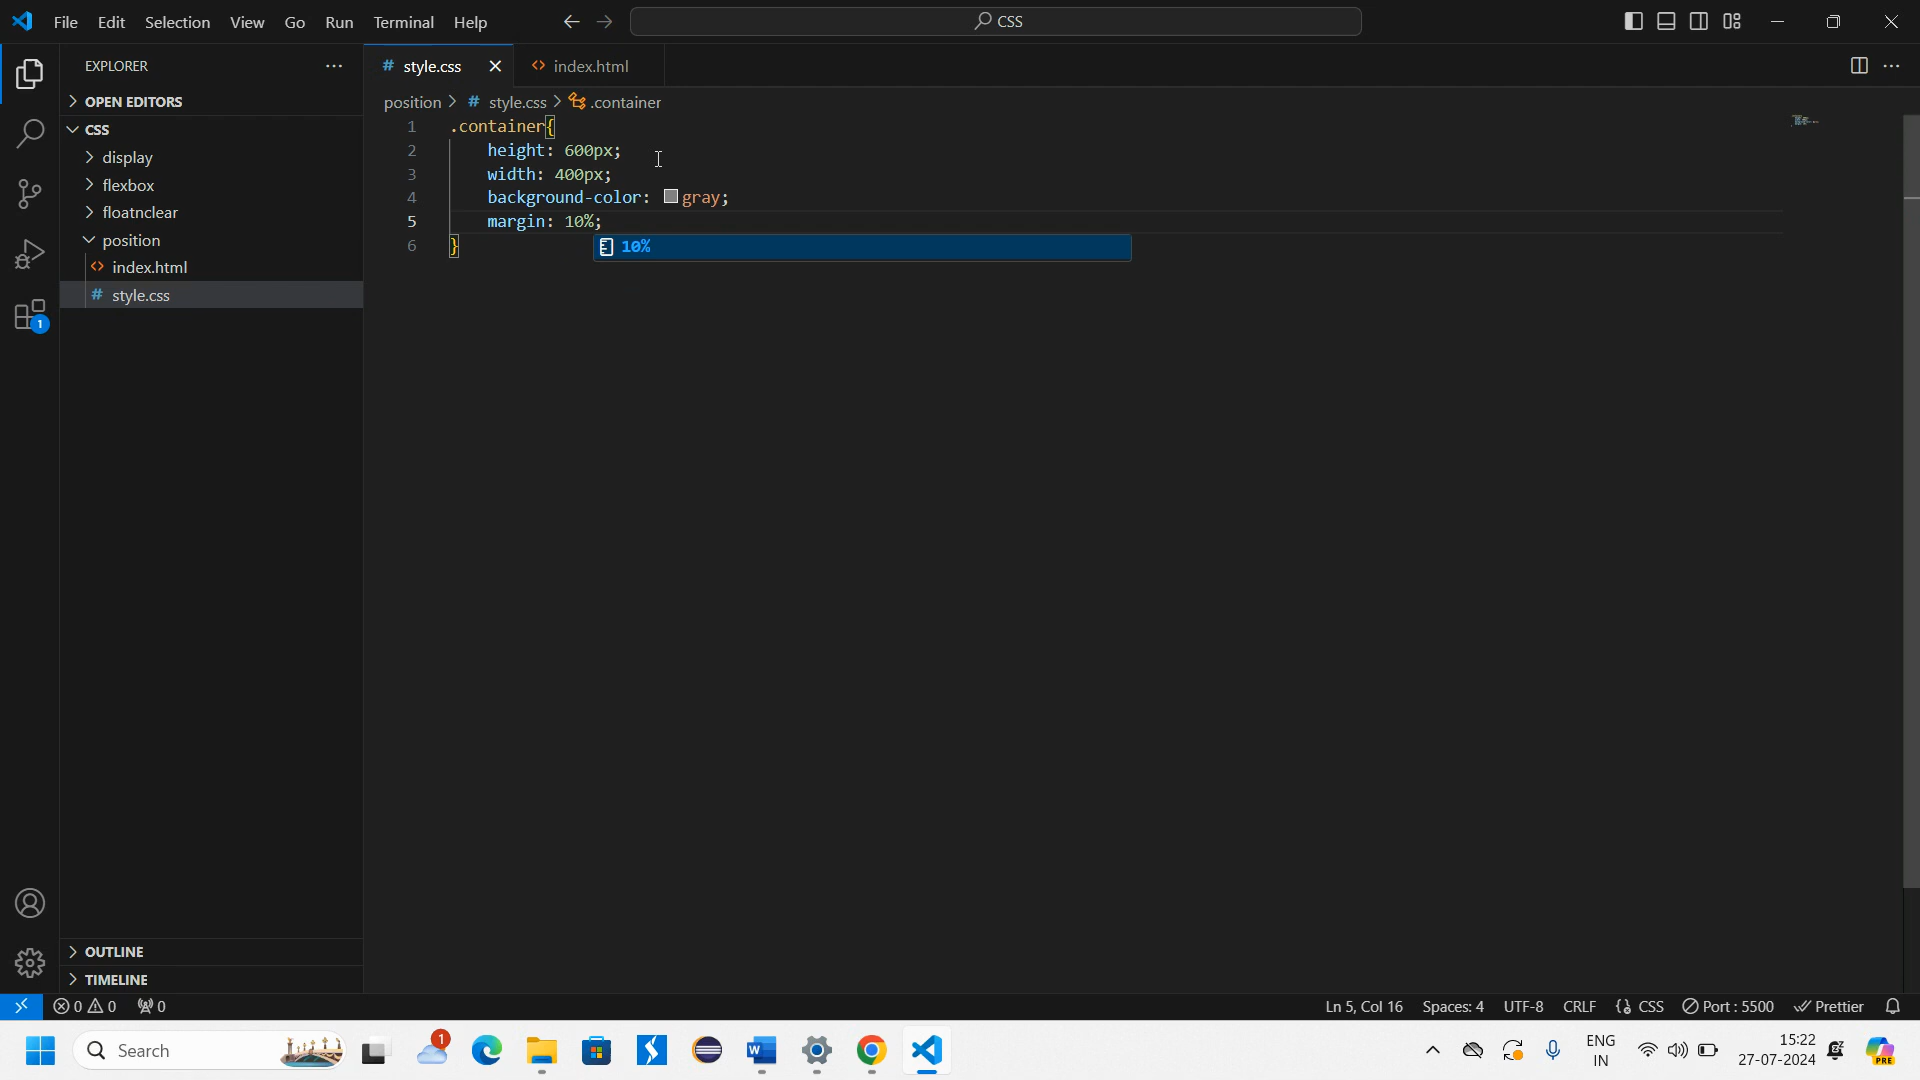 File Edit Selection View Go Run Terminal Help
CSS
EXPLORER
OPEN EDITORS
CSS
display
flexbox
floatnclear
position
index.html
# style.css
OUTLINE
TIMELINE
# style.css
index.html
position > # style.css > .container
1 .container{
2 height: 600px;
3 width: 400px;
4 background-color: gray;
5 margin: 10%;
6 }
10%
1
0 0 0
Ln 5, Col 16 Spaces: 4 UTF-8 CRLF {} CSS Port : 5500 Prettier
Search
1
W
ENG
IN
15:22
27-07-2024
PRE